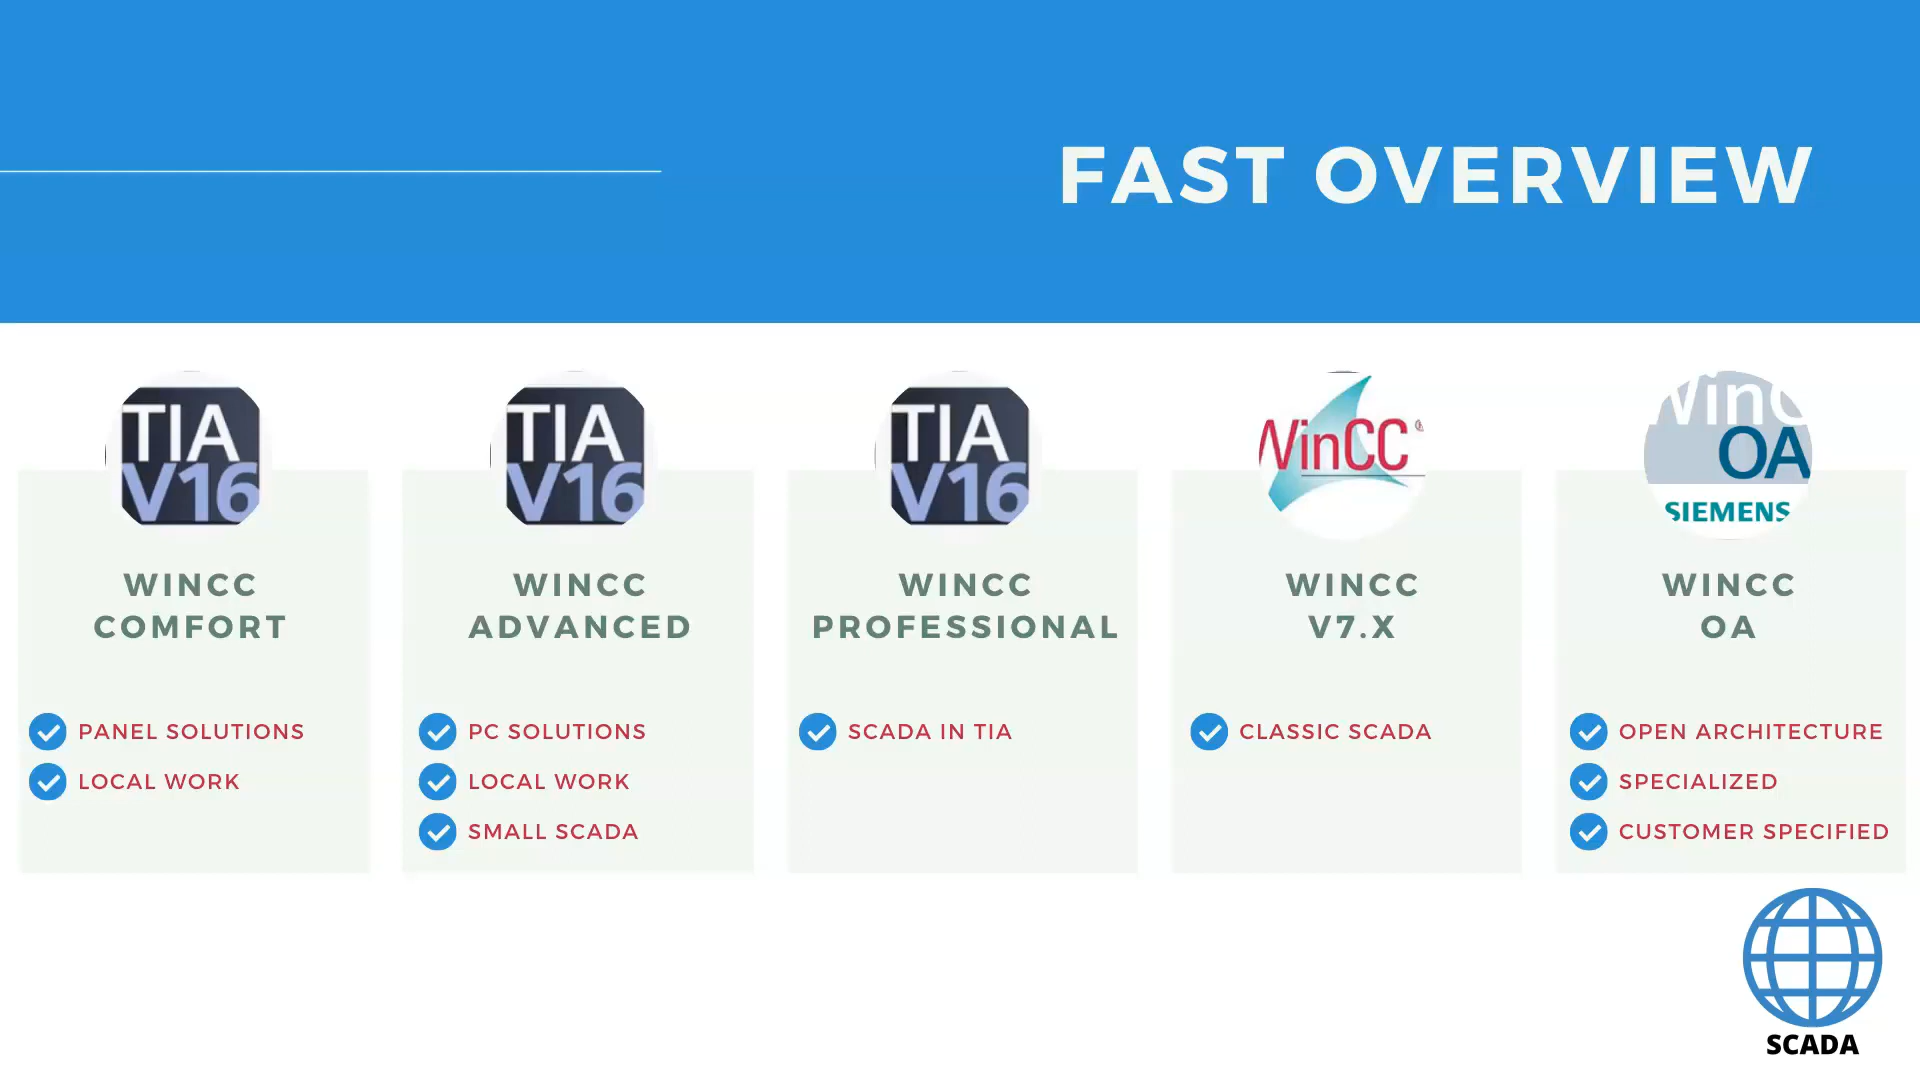 FAST OVERVIEW
TIA
V16
WINCC
COMFORT
PANEL SOLUTIONS
LOCAL WORK
TIA
V16
WINCC
ADVANCED
PC SOLUTIONS
LOCAL WORK
SMALL SCADA
TIA
V16
WINCC
PROFESSIONAL
SCADA IN TIA
WinCC®
WINCC
V7.X
CLASSIC SCADA
WinCC
OA
SIEMENS
WINCC
OA
OPEN ARCHITECTURE
SPECIALIZED
CUSTOMER SPECIFIED
SCADA